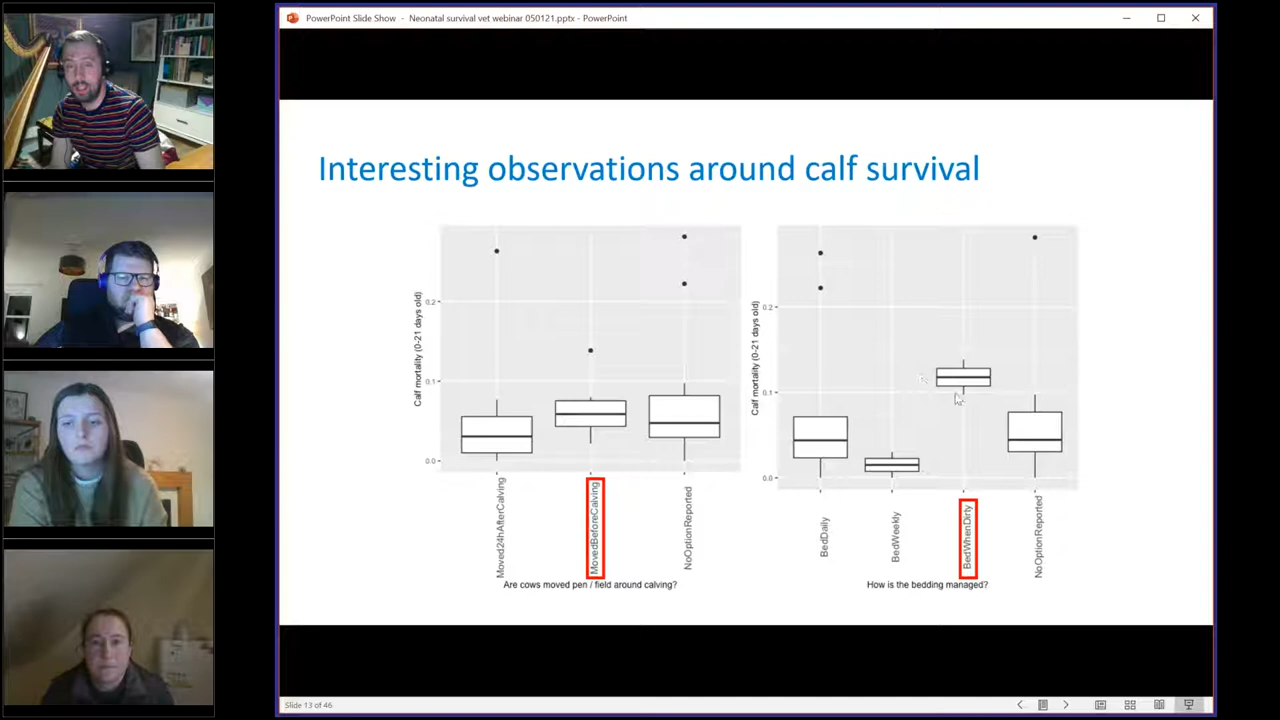 PowerPoint Slide Show - Neonatal survival vet webinar 050121.pptx - PowerPoint
Interesting observations around calf survival
Calf mortality (0-21 days old)
0.2
0.1
0.0
Moved24hAfterCalving
MovedBeforeCalving
NoOptionReported
Are cows moved pen / field around calving?
Calf mortality (0-21 days old)
0.2
0.1
0.0
BedDaily
BedWeekly
BedWhenDirty
NoOptionReported
How is the bedding managed?
Slide 13 of 46